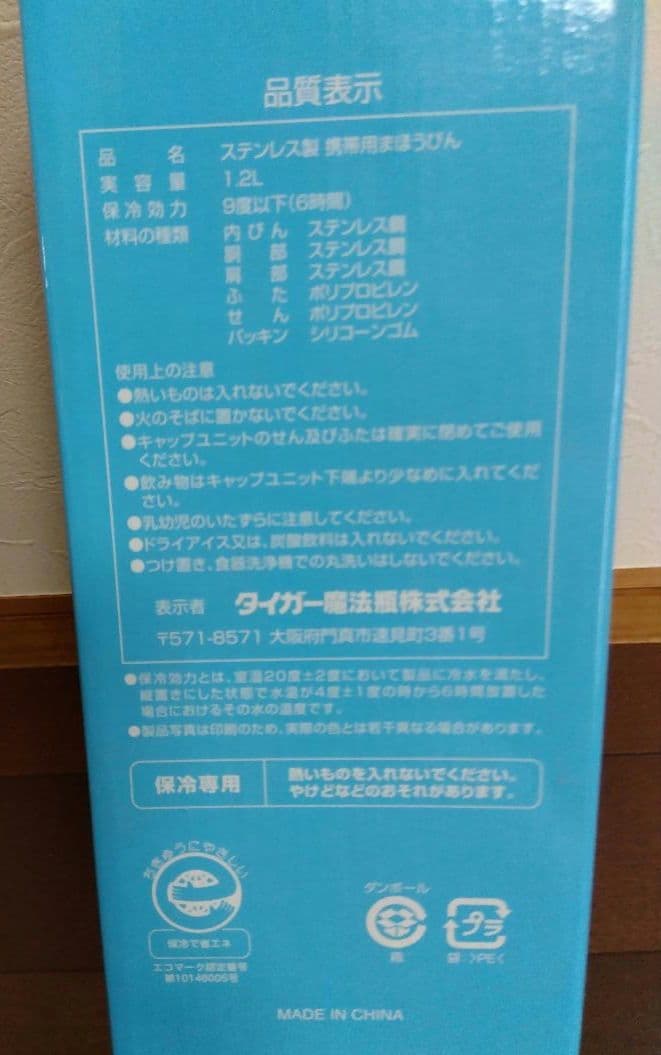 品質表示
品名 ステンレス製 携帯用まほうびん
実容量 1.2L
保冷効力 9度以下(6時間)
材料の種類 内びん ステンレス鋼
胴部 ステンレス鋼
肩部 ステンレス鋼
ふた ポリプロピレン
せん ポリプロピレン
パッキン シリコーンゴム
使用上の注意
●熱いものは入れないでください。
●火のそばに置かないでください。
●キャップユニットのせん及びふたは確実に閉めてご使用
ください。
●飲み物はキャップユニット下端より少なめに入れてくだ
さい。
●乳幼児のいたずらに注意してください。
●ドライアイス又は、炭酸飲料は入れないでください。
●つけ置き、食器洗浄機での丸洗いはしないでください。
表示者 タイガー魔法瓶株式会社
〒571-8571 大阪府門真市速見町3番1号
●保冷効力とは、室温20度±2度において製品に冷水を満たし、
縦置きにした状態で水温が4度±1度の時から6時間放置した
場合におけるその水の温度です。
●製品写真は印刷のため、実際の色とは若干異なる場合があります。
保冷専用 熱いものを入れないでください。
やけどなどのおそれがあります。
ちきゅうにやさしい
保冷で省エネ
エコマーク認定番号
第10146005号
ダンボール
箱
プラ
袋:>PE<
MADE IN CHINA